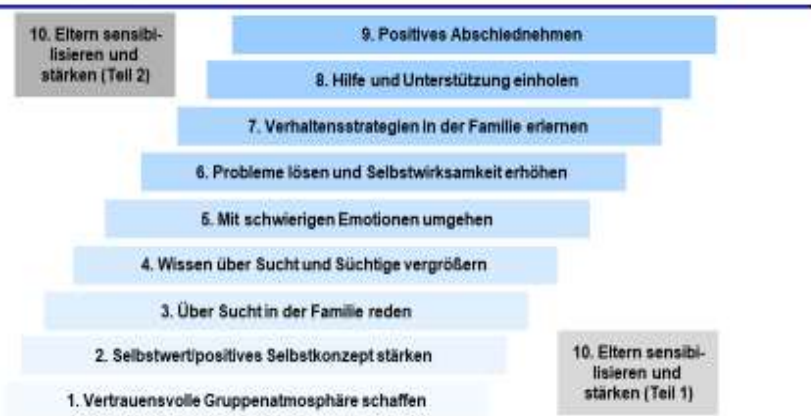 10. Eltern sensibi-
lisieren und
stärken (Teil 2)
9. Positives Abschiednehmen
8. Hilfe und Unterstützung einholen
7. Verhaltensstrategien in der Familie erlernen
6. Probleme lösen und Selbstwirksamkeit erhöhen
5. Mit schwierigen Emotionen umgehen
4. Wissen über Sucht und Süchtige vergrößern
3. Über Sucht in der Familie reden
2. Selbstwert/positives Selbstkonzept stärken
1. Vertrauensvolle Gruppenatmosphäre schaffen
10. Eltern sensibi-
lisieren und
stärken (Teil 1)